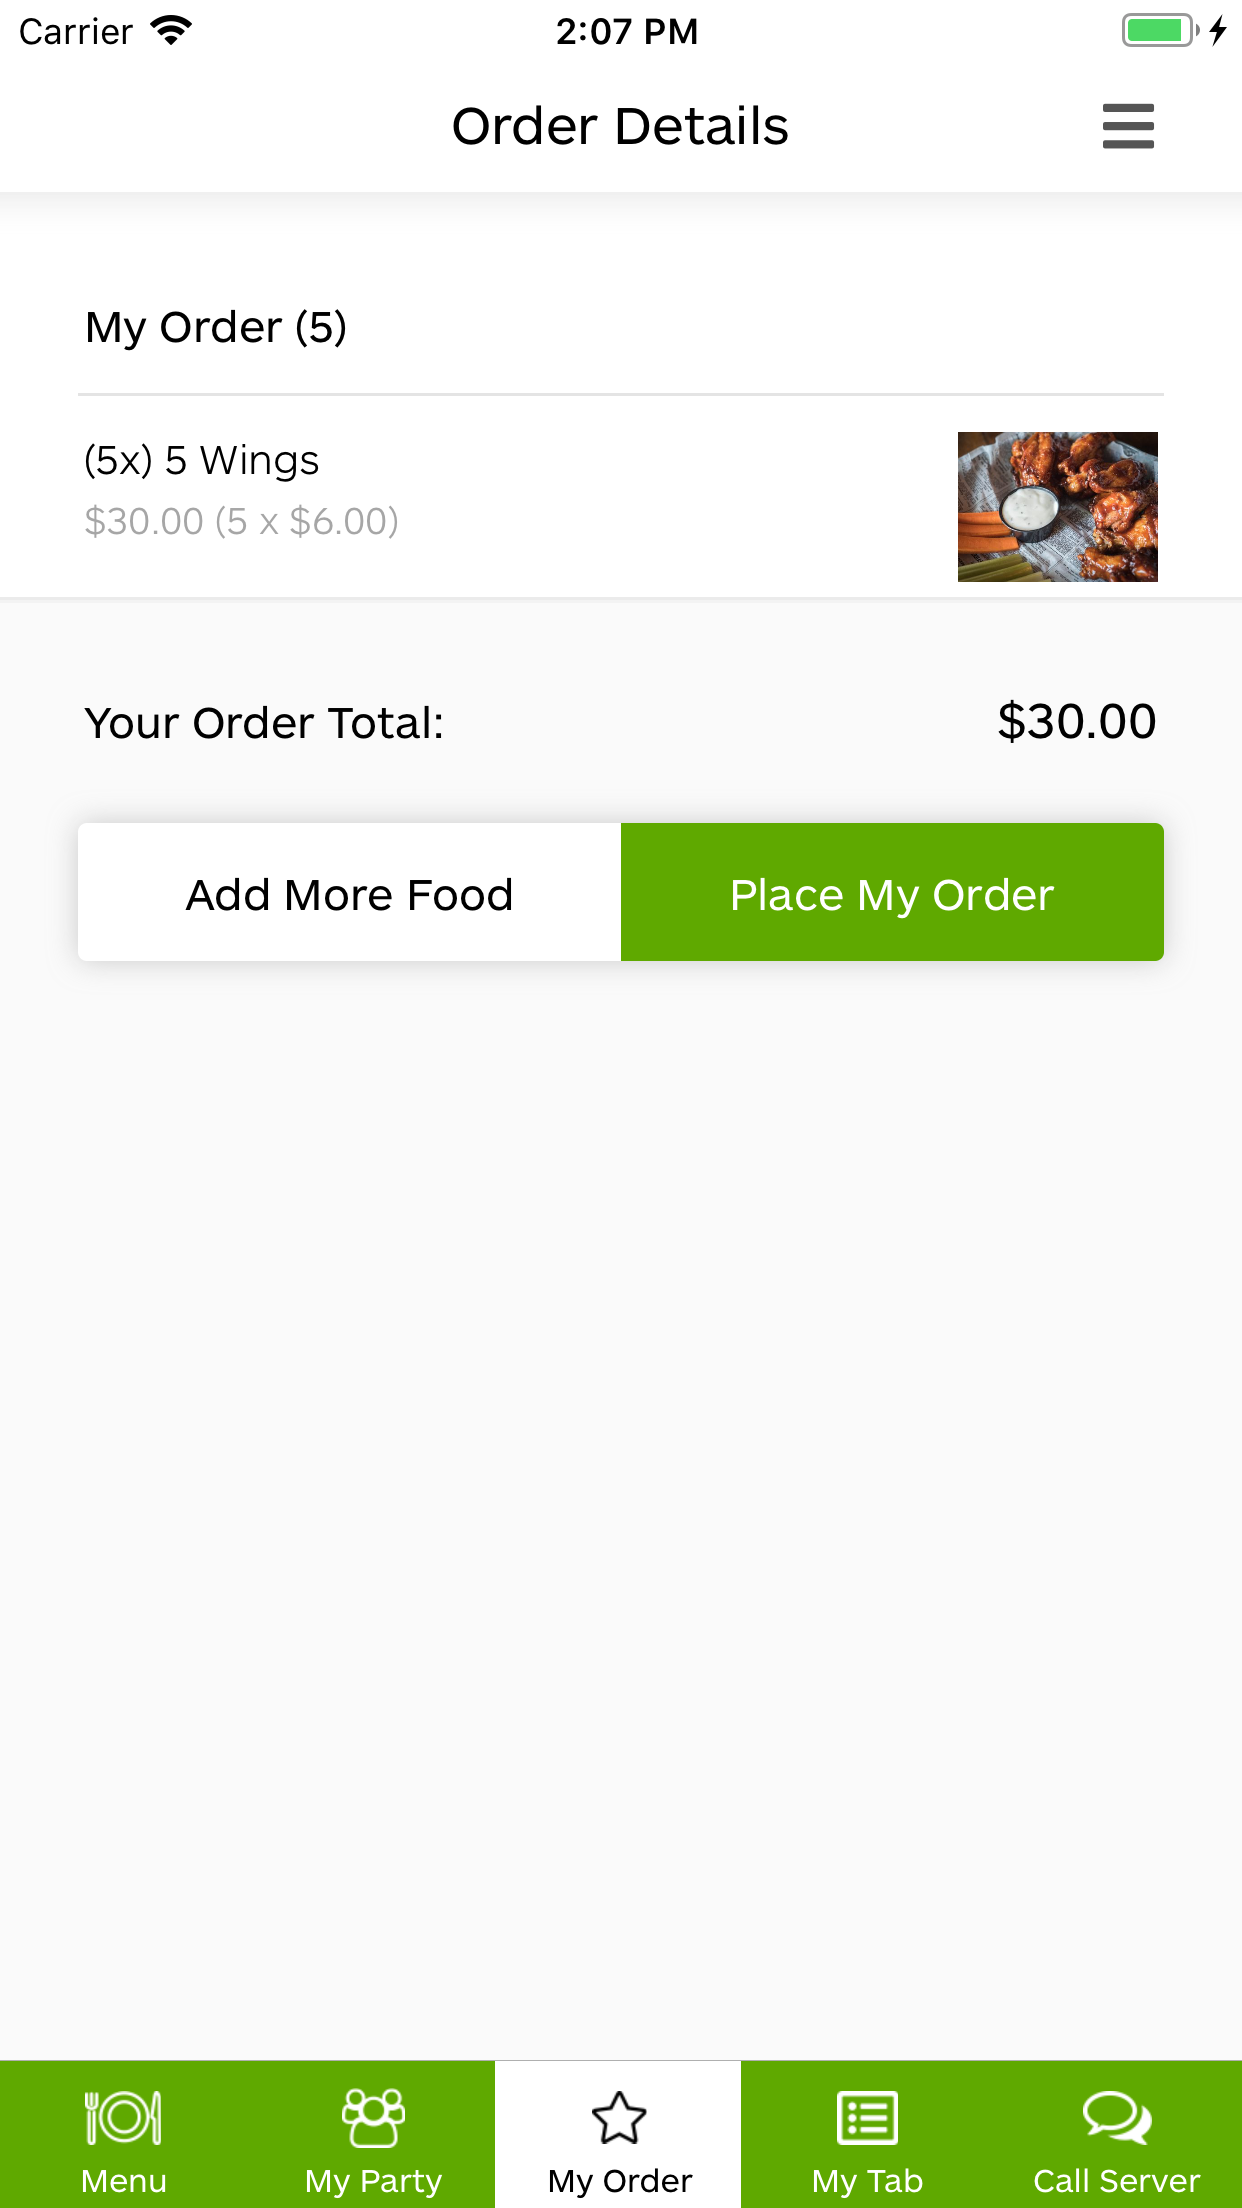 Carrier 2:07 PM
Order Details
My Order (5)
(5x) 5 Wings
$30.00 (5 x $6.00)
Your Order Total: $30.00
Add More Food Place My Order
Menu My Party My Order My Tab Call Server